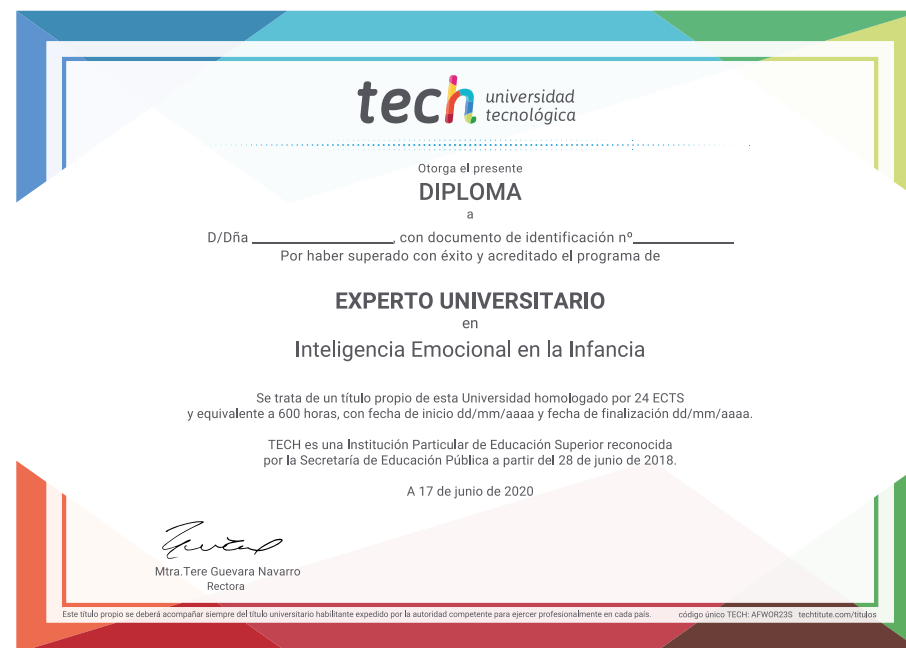 tech universidad
tecnológica
Otorga el presente
DIPLOMA
a
D/Dña ____________________, con documento de identificación nº______________
Por haber superado con éxito y acreditado el programa de
EXPERTO UNIVERSITARIO
en
Inteligencia Emocional en la Infancia
Se trata de un título propio de esta Universidad homologado por 24 ECTS
y equivalente a 600 horas, con fecha de inicio dd/mm/aaaa y fecha de finalización dd/mm/aaaa.
TECH es una Institución Particular de Educación Superior reconocida
por la Secretaría de Educación Pública a partir del 28 de junio de 2018.
A 17 de junio de 2020
Mtra.Tere Guevara Navarro
Rectora
Este título propio se deberá acompañar siempre del título universitario habilitante expedido por la autoridad competente para ejercer profesionalmente en cada país. código único TECH: AFWOR23S techtitute.com/titulos